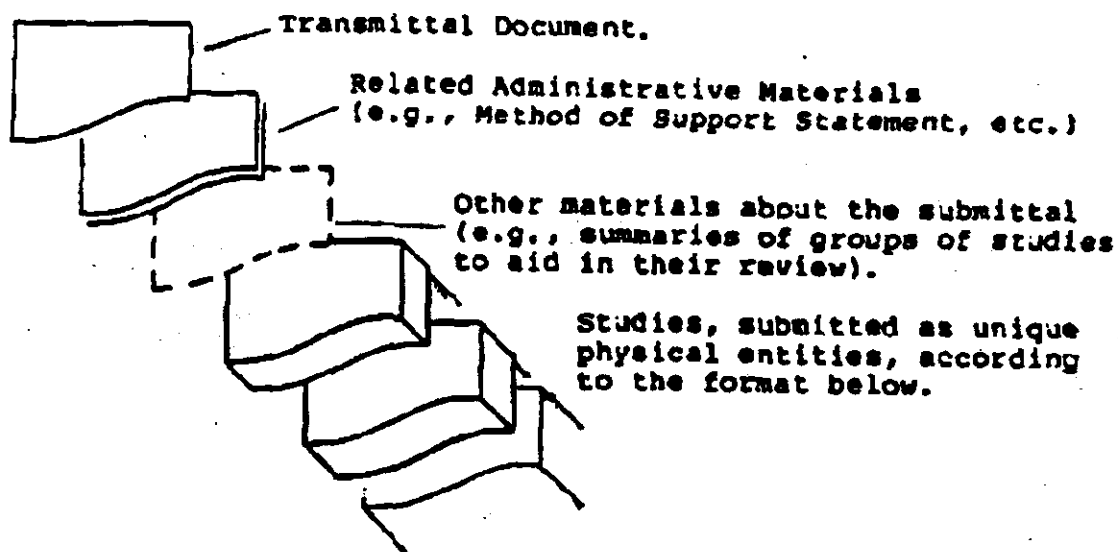 Transmittal Document.
Related Administrative Materials
(e.g., Method of Support Statement, etc.)
Other materials about the submittal
(e.g., summaries of groups of studies
to aid in their review).
Studies, submitted as unique
physical entities, according
to the format below.